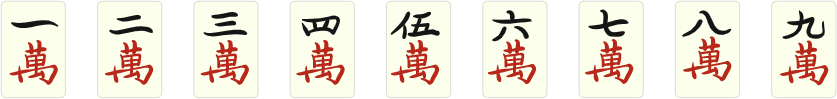 一 二 三 四 伍 六 七 八 九
萬 萬 萬 萬 萬 萬 萬 萬 萬